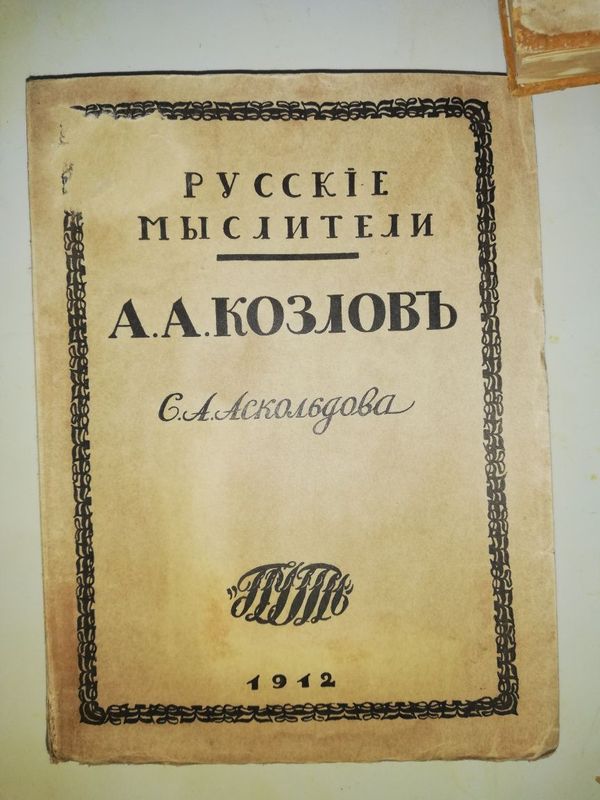 РУССКІЕ
МЫСЛИТЕЛИ
А.А.КОЗЛОВЪ
С.А.Аскольдова
„ПУТЬ“
1912